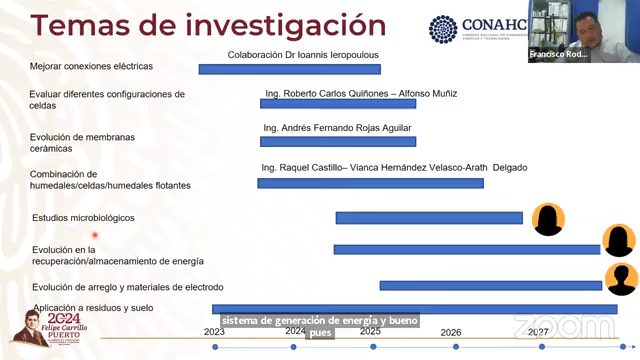 Temas de investigación
CONAHC
Francisco Rod...
Colaboración Dr Ioannis Ieropoulous
Mejorar conexiones eléctricas
Evaluar diferentes configuraciones de
celdas
Ing. Roberto Carlos Quiñones – Alfonso Muñiz
Ing. Andrés Fernando Rojas Aguilar
Evolución de membranas
cerámicas
Ing. Raquel Castillo– Vianca Hernández Velasco-Arath Delgado
Combinación de
humedales/celdas/humedales flotantes
Estudios microbiológicos
Evolución en la
recuperación/almacenamiento de energía
Evolución de arreglo y materiales de electrodo
Aplicación a residuos y suelo
sistema de generación de energía y bueno
pues
2024
Felipe Carrillo
PUERTO
2023
2024
2025
2026
2027
zoom